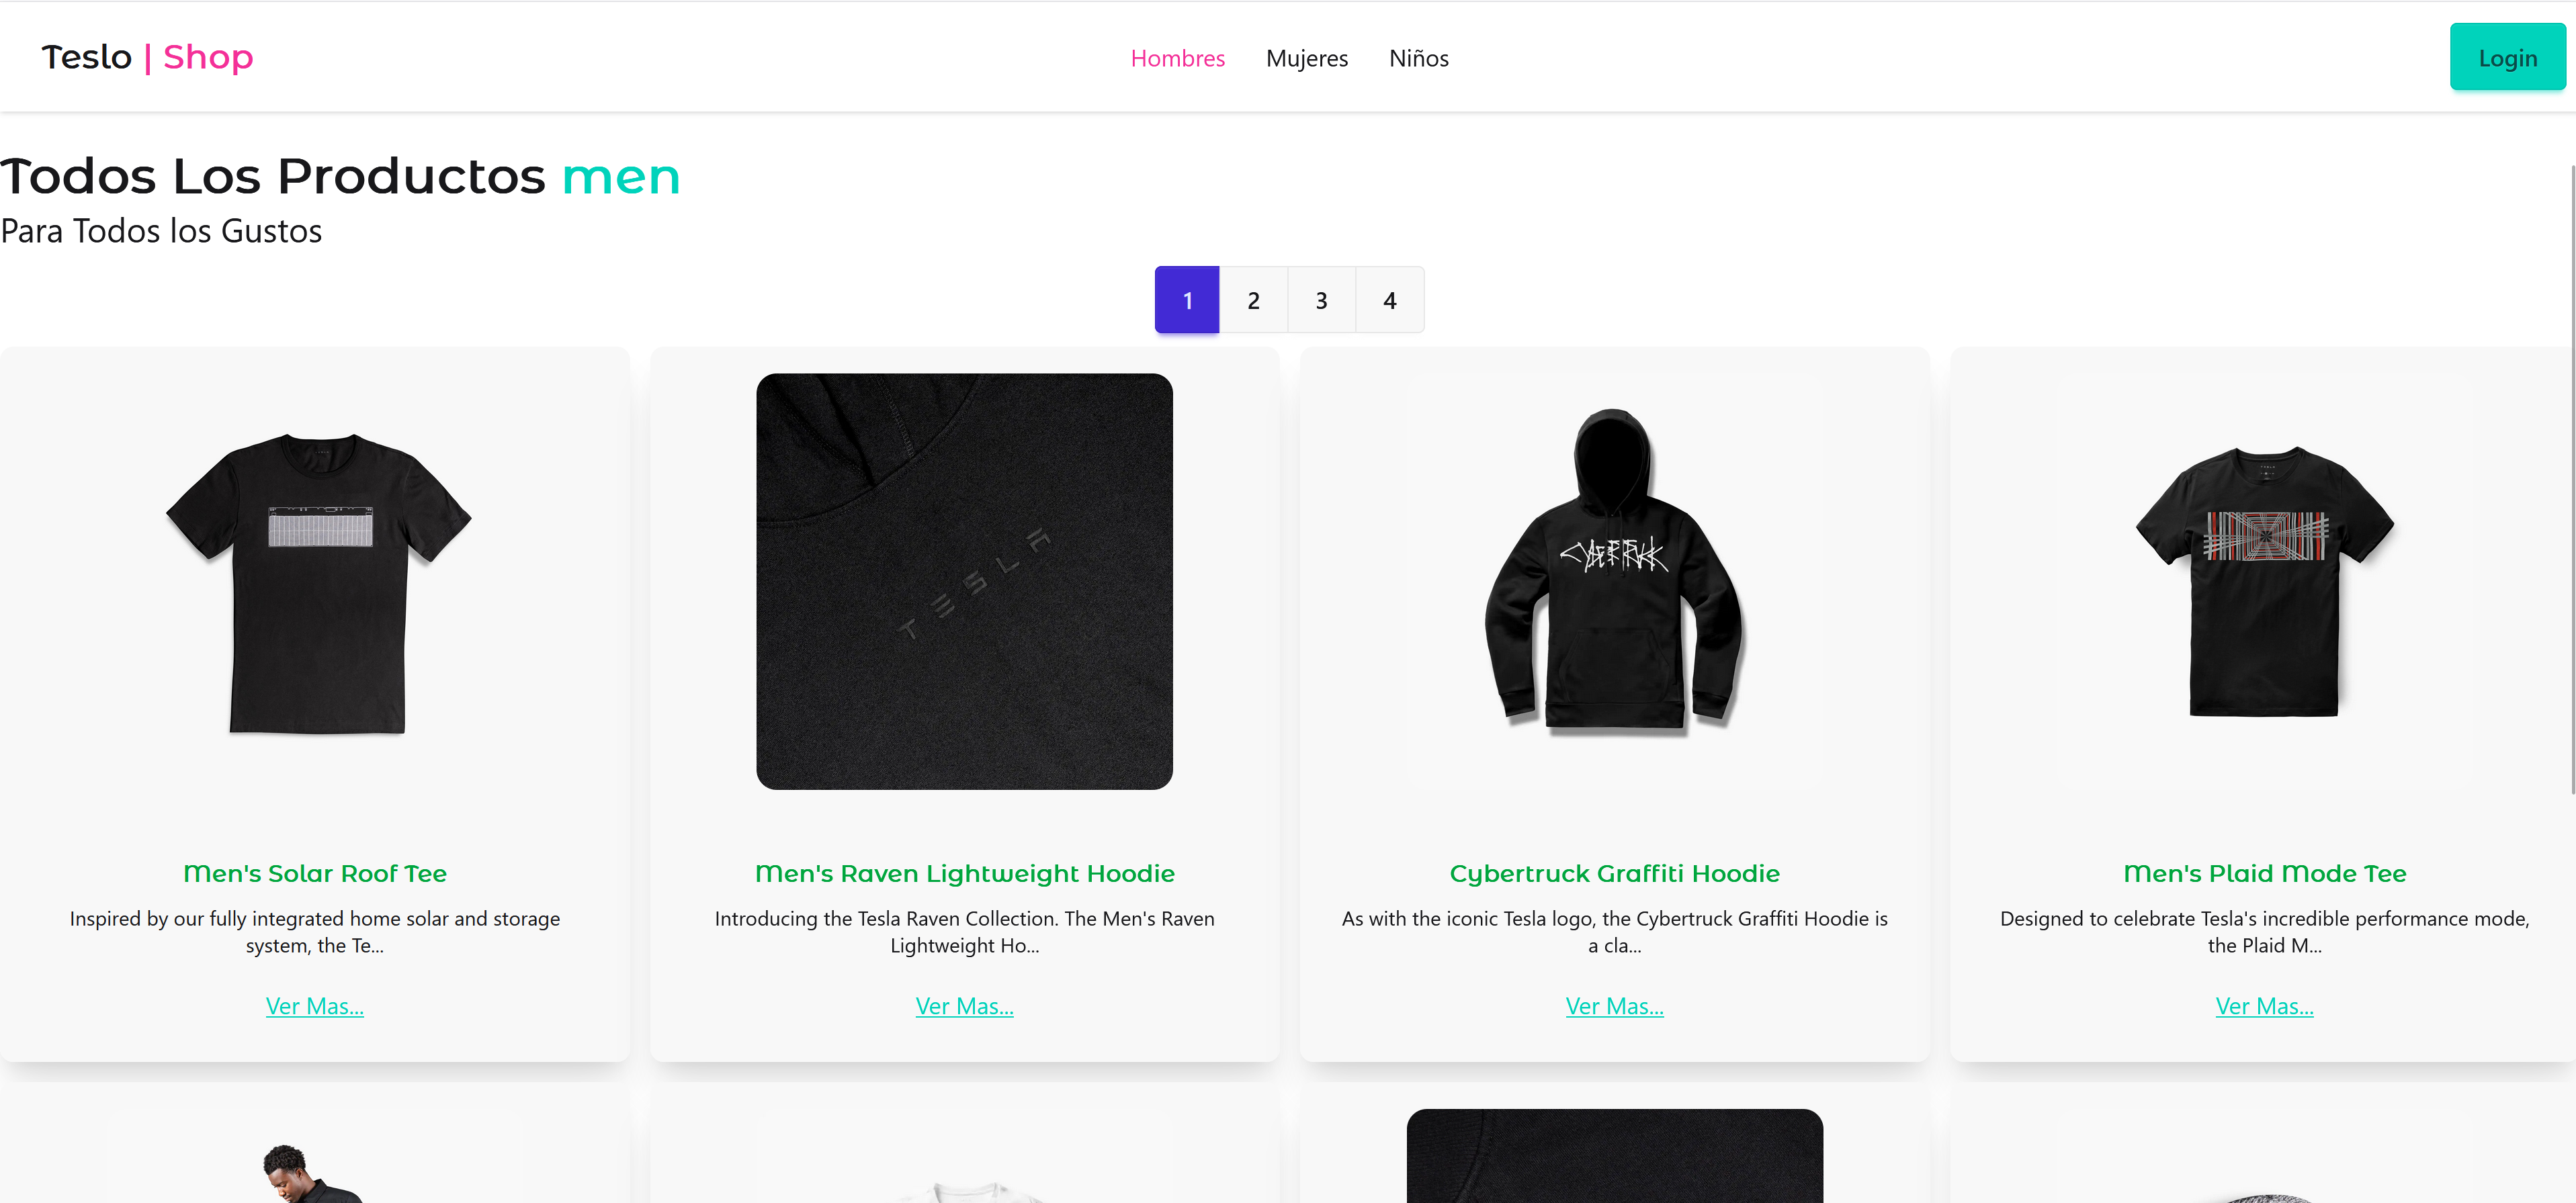 Teslo | Shop
Hombres Mujeres Niños
Login
Todos Los Productos men
Para Todos los Gustos
1 2 3 4
TESLA
CYBERTRUCK
Men's Solar Roof Tee
Inspired by our fully integrated home solar and storage
system, the Te...
Ver Mas...
Men's Raven Lightweight Hoodie
Introducing the Tesla Raven Collection. The Men's Raven
Lightweight Ho...
Ver Mas...
Cybertruck Graffiti Hoodie
As with the iconic Tesla logo, the Cybertruck Graffiti Hoodie is
a cla...
Ver Mas...
Men's Plaid Mode Tee
Designed to celebrate Tesla's incredible performance mode,
the Plaid M...
Ver Mas...